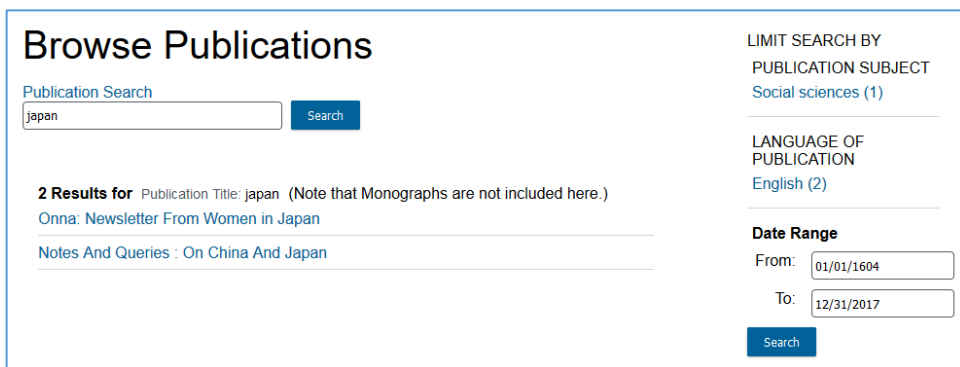 Browse Publications
Publication Search
japan
Search
2 Results for Publication Title: japan (Note that Monographs are not included here.)
Onna: Newsletter From Women in Japan
Notes And Queries : On China And Japan
LIMIT SEARCH BY
PUBLICATION SUBJECT
Social sciences (1)
LANGUAGE OF
PUBLICATION
English (2)
Date Range
From: 01/01/1604
To: 12/31/2017
Search